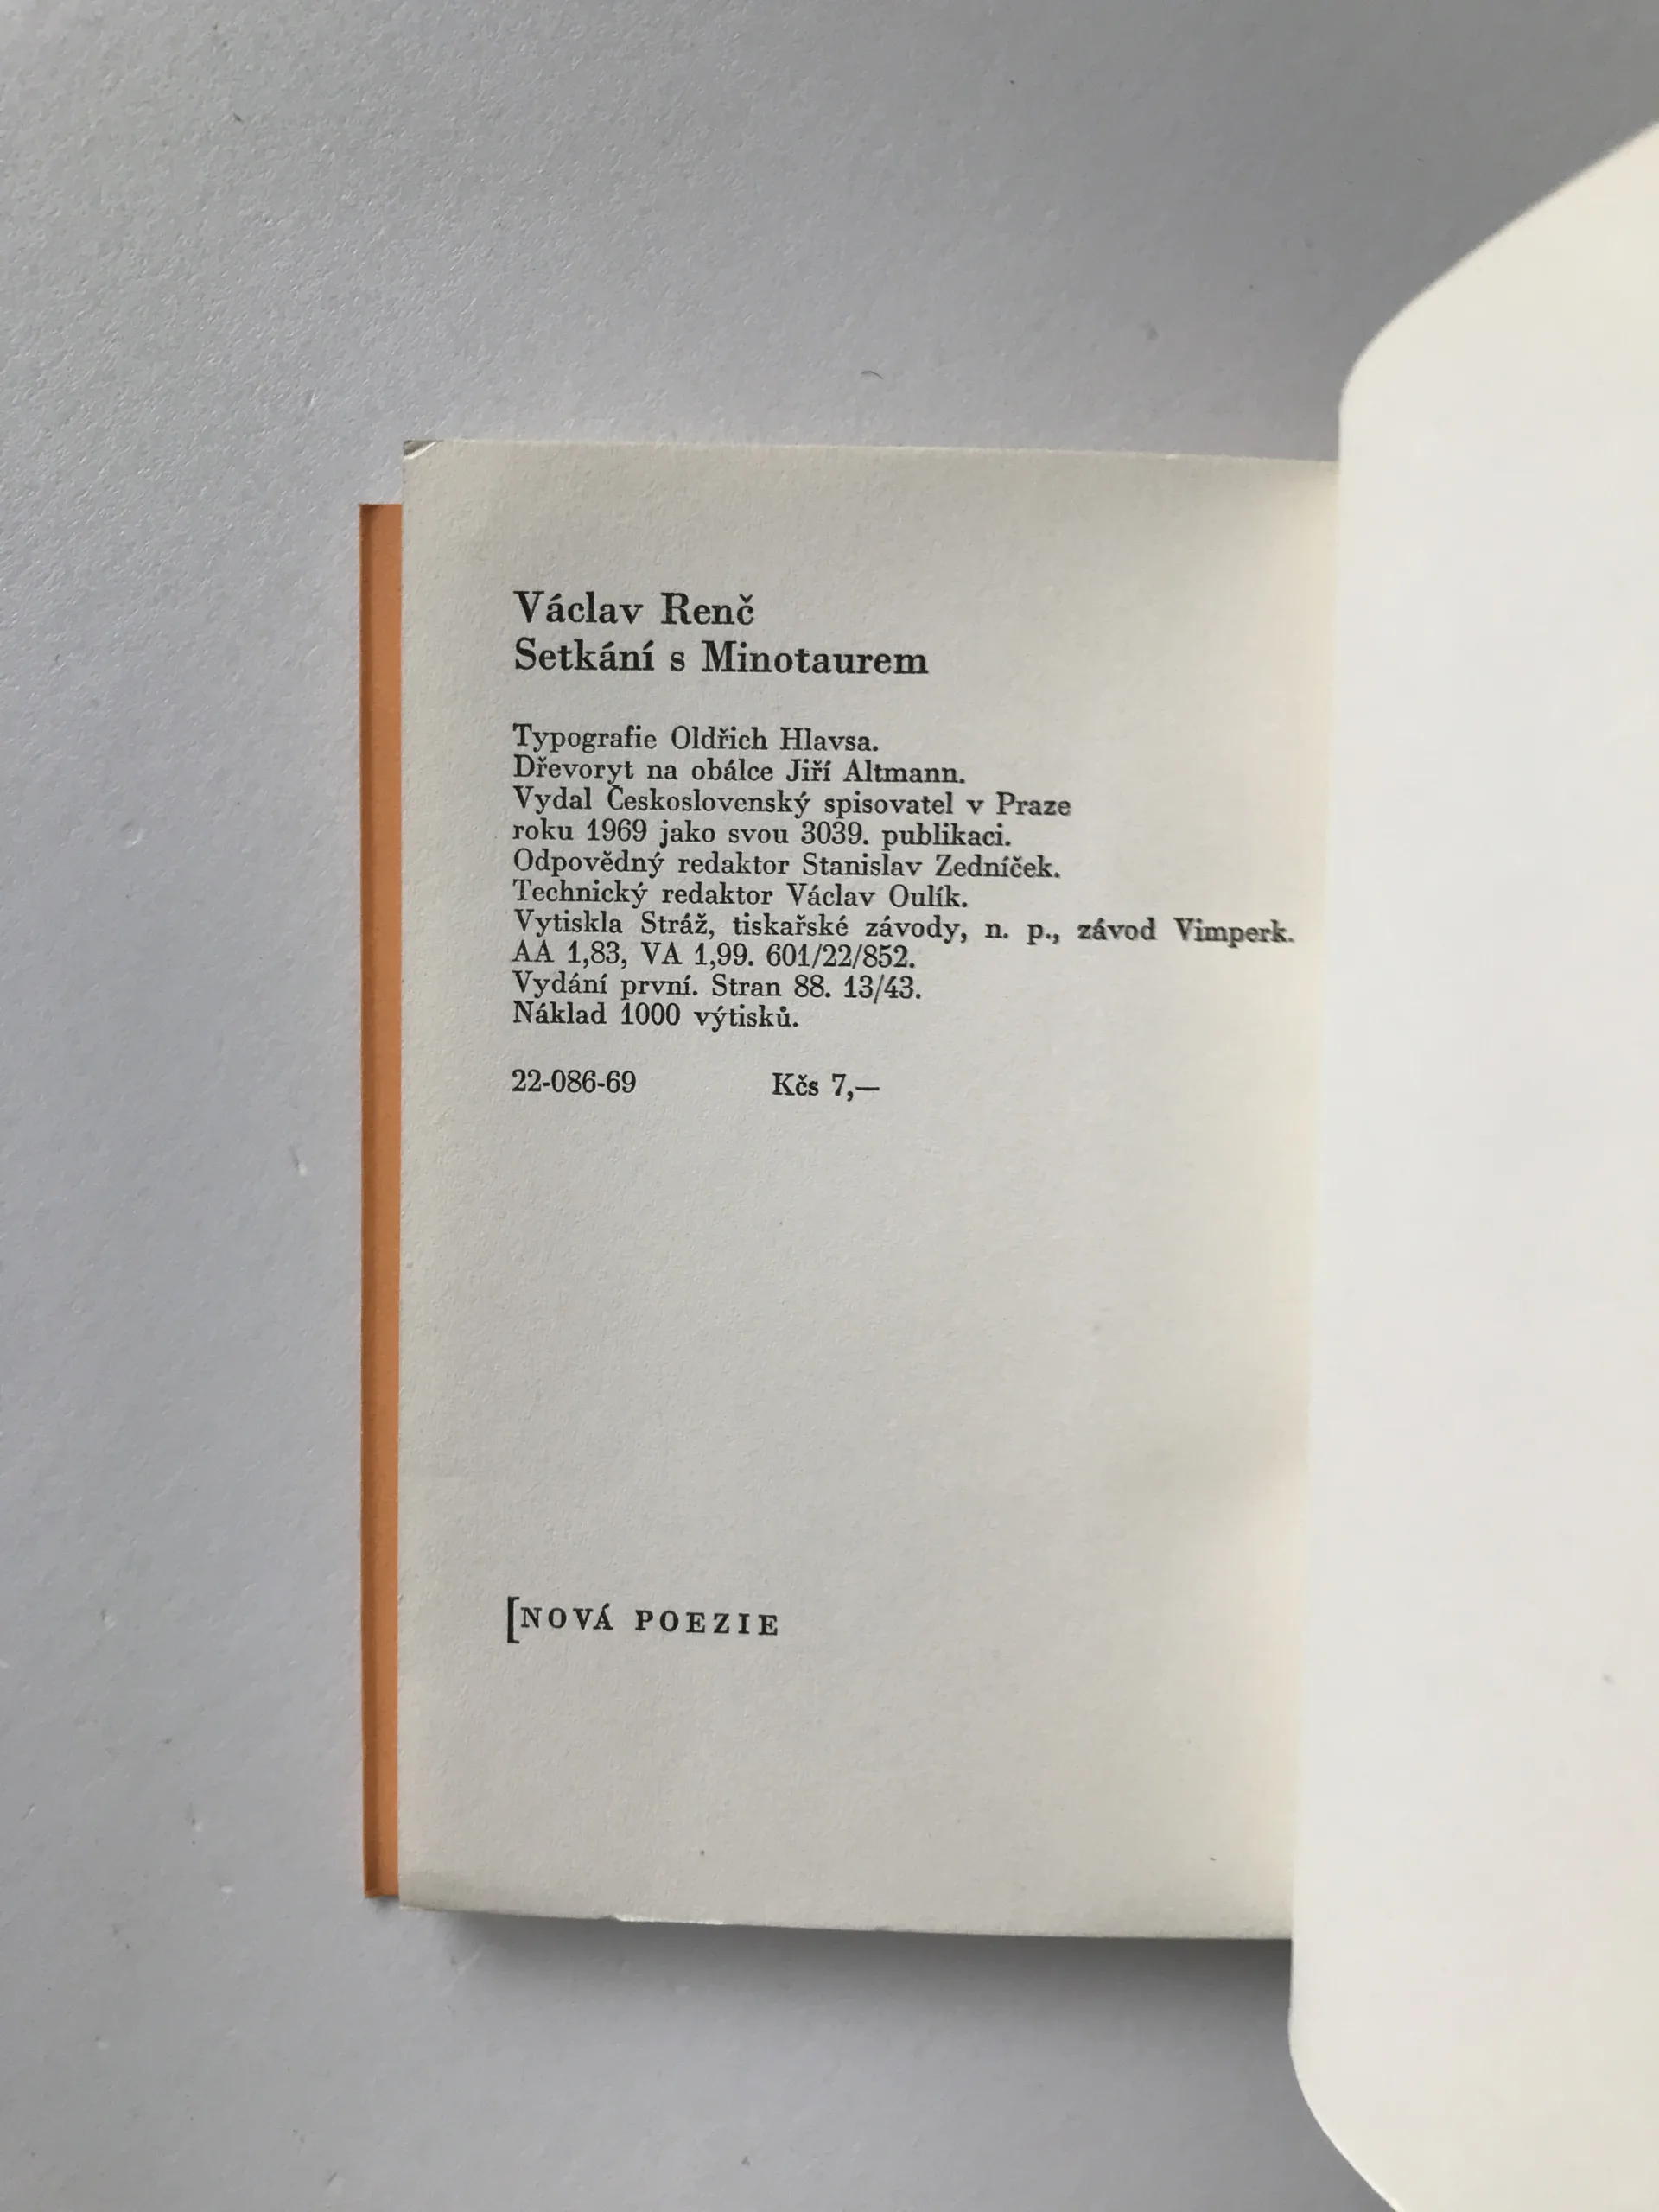 Václav Renč
Setkání s Minotaurem
Typografie Oldřich Hlavsa.
Dřevoryt na obálce Jiří Altmann.
Vydal Československý spisovatel v Praze
roku 1969 jako svou 3039. publikaci.
Odpovědný redaktor Stanislav Zedníček.
Technický redaktor Václav Oulík.
Vytiskla Stráž, tiskařské závody, n. p., závod Vimperk.
AA 1,83, VA 1,99. 601/22/852.
Vydání první. Stran 88. 13/43.
Náklad 1000 výtisků.
22-086-69 Kčs 7,—
[NOVÁ POEZIE